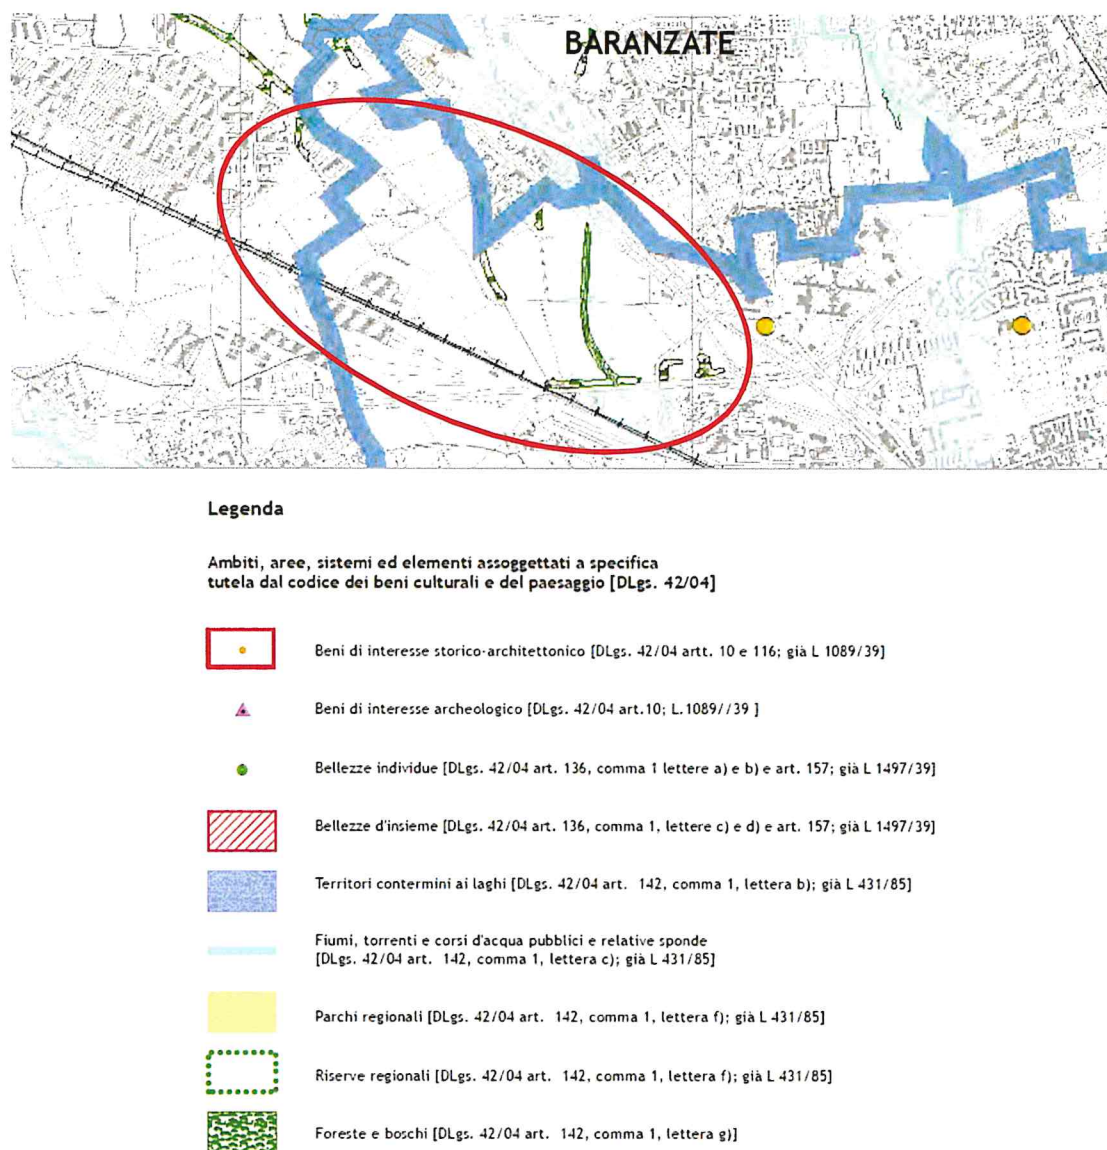 BARANZATE
Legenda
Ambiti, aree, sistemi ed elementi assoggettati a specifica
tutela dal codice dei beni culturali e del paesaggio [DLgs. 42/04]
Beni di interesse storico-architettonico [DLgs. 42/04 artt. 10 e 116; già L 1089/39]
Beni di interesse archeologico [DLgs. 42/04 art.10; L.1089//39 ]
Bellezze individue [DLgs. 42/04 art. 136, comma 1 lettere a) e b) e art. 157; già L 1497/39]
Bellezze d'insieme [DLgs. 42/04 art. 136, comma 1, lettere c) e d) e art. 157; già L 1497/39]
Territori contermini ai laghi [DLgs. 42/04 art. 142, comma 1, lettera b); già L 431/85]
Fiumi, torrenti e corsi d'acqua pubblici e relative sponde
[DLgs. 42/04 art. 142, comma 1, lettera c); già L 431/85]
Parchi regionali [DLgs. 42/04 art. 142, comma 1, lettera f); già L 431/85]
Riserve regionali [DLgs. 42/04 art. 142, comma 1, lettera f); già L 431/85]
Foreste e boschi [DLgs. 42/04 art. 142, comma 1, lettera g)]